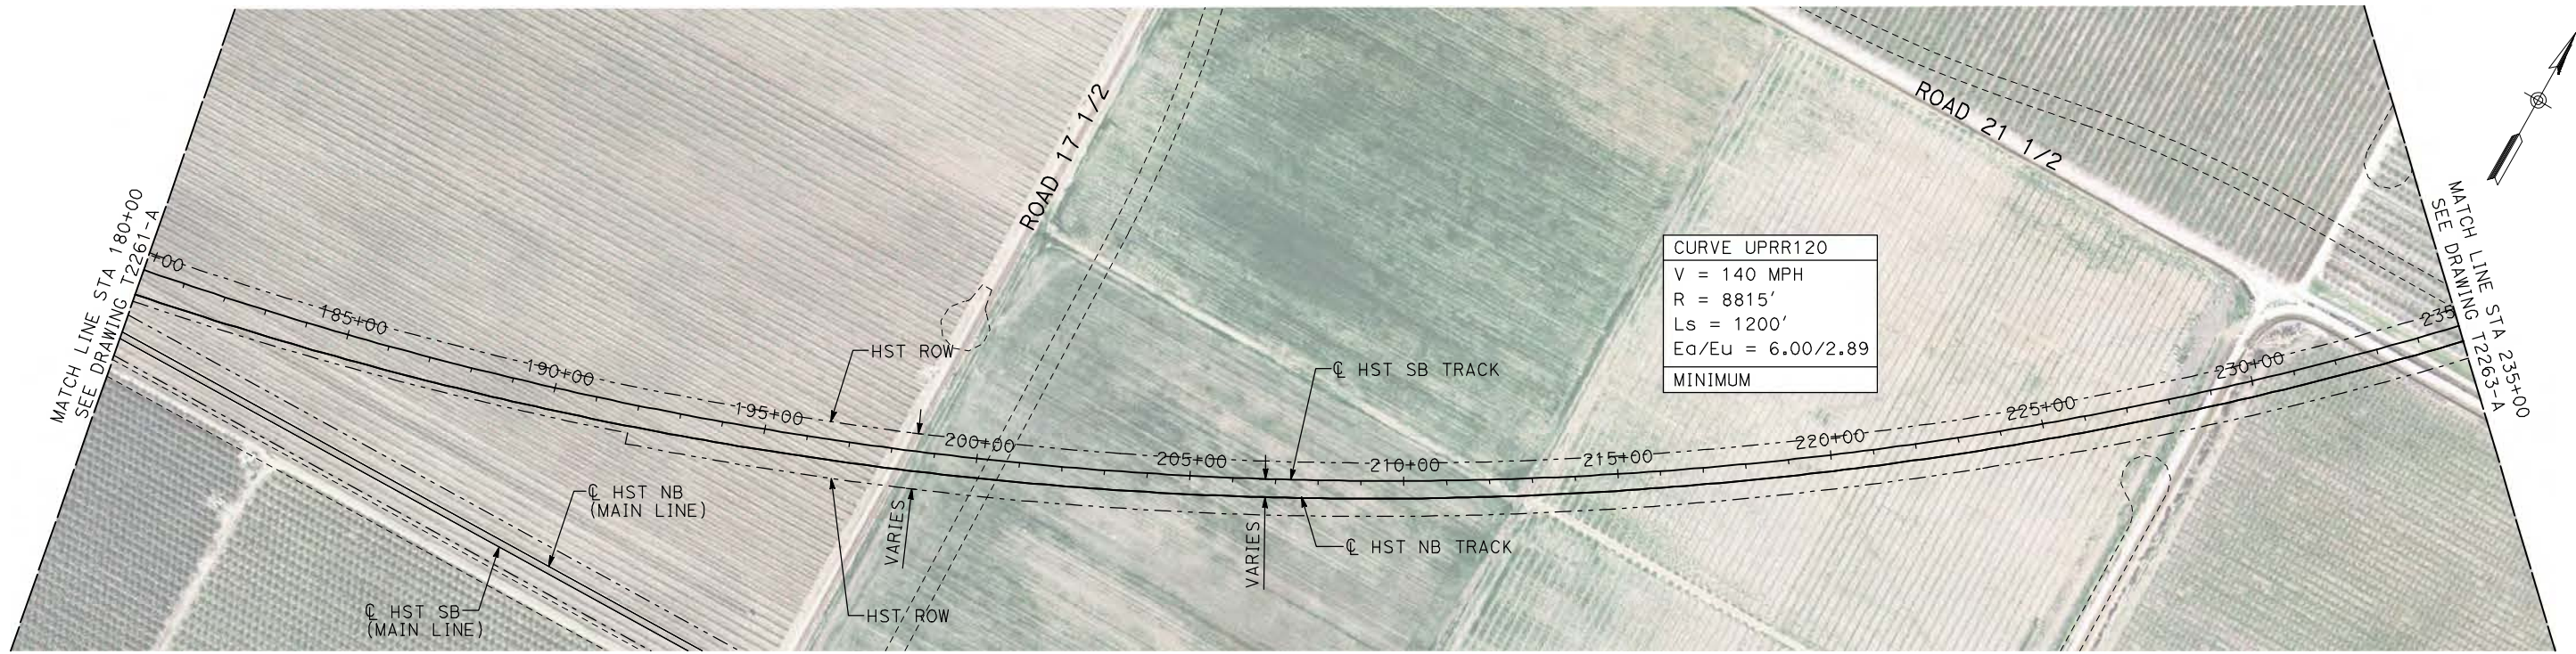 MATCH LINE STA 180+00
SEE DRAWING T2261-A
+00
185+00
190+00
195+00
200+00
205+00
210+00
215+00
220+00
225+00
230+00
235
ROAD 17 1/2
ROAD 21 1/2
HST ROW
℄ HST SB TRACK
CURVE UPRR120
V = 140 MPH
R = 8815'
Ls = 1200'
Ea/Eu = 6.00/2.89
MINIMUM
℄ HST NB
(MAIN LINE)
VARIES
VARIES
℄ HST NB TRACK
℄ HST SB
(MAIN LINE)
HST ROW
MATCH LINE STA 235+00
SEE DRAWING T2263-A